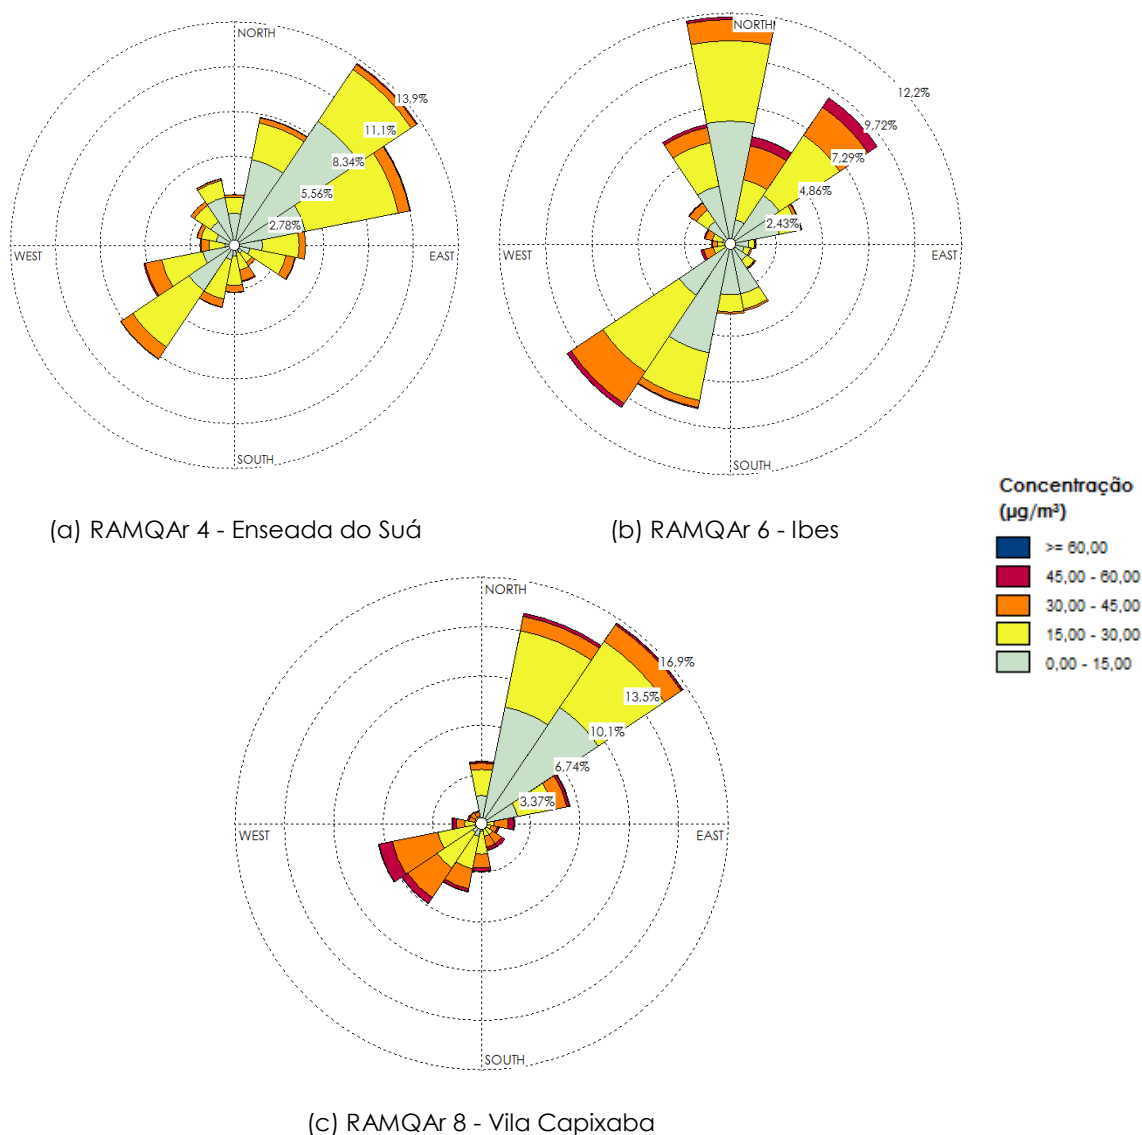 NORTH
13,9%
11,1%
8,34%
5,56%
2,78%
WEST
EAST
SOUTH
(a) RAMQAr 4 - Enseada do Suá
NORTH
12,2%
9,72%
7,29%
4,86%
2,43%
WEST
EAST
SOUTH
(b) RAMQAr 6 - Ibes
Concentração
(µg/m³)
>= 60,00
45,00 - 60,00
30,00 - 45,00
15,00 - 30,00
0,00 - 15,00
NORTH
16,9%
13,5%
10,1%
6,74%
3,37%
WEST
EAST
SOUTH
(c) RAMQAr 8 - Vila Capixaba